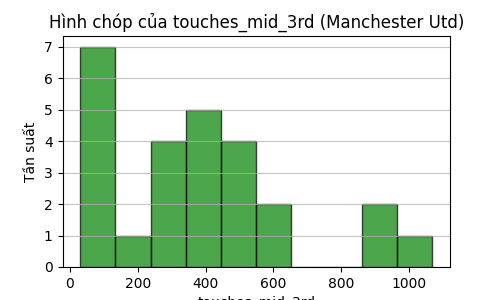 Hình chóp của touches_mid_3rd (Manchester Utd)
7
6
5
4
3
2
1
0
Tần suất
0 200 400 600 800 1000
touches_mid_3rd